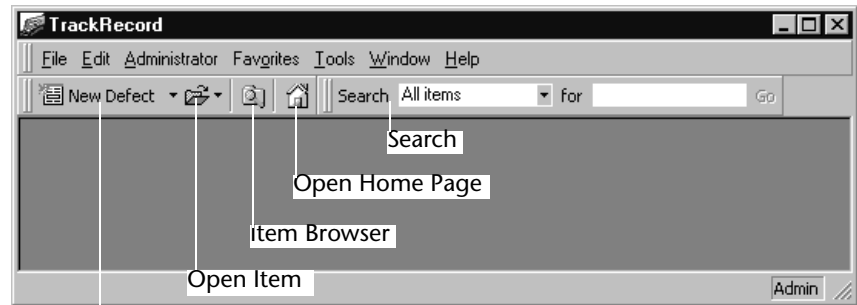 TrackRecord
File Edit Administrator Favorites Tools Window Help
New Defect Search All items for Go
Search
Open Home Page
Item Browser
Open Item
Admin